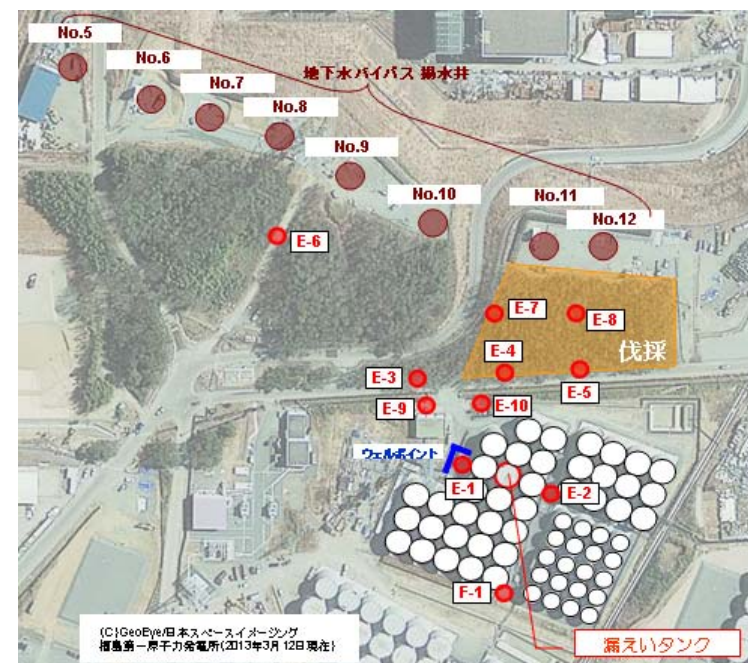 No.5
No.6
No.7
No.8
地下水バイパス 揚水井
No.9
No.10
No.11
No.12
E-6
E-7
E-8
伐採
E-4
E-3
E-5
E-9
E-10
ウェルポイント
E-1
E-2
F-1
(C)GeoEye/日本スペースイメージング
福島第一原子力発電所(2013年3月12日現在)
漏えいタンク